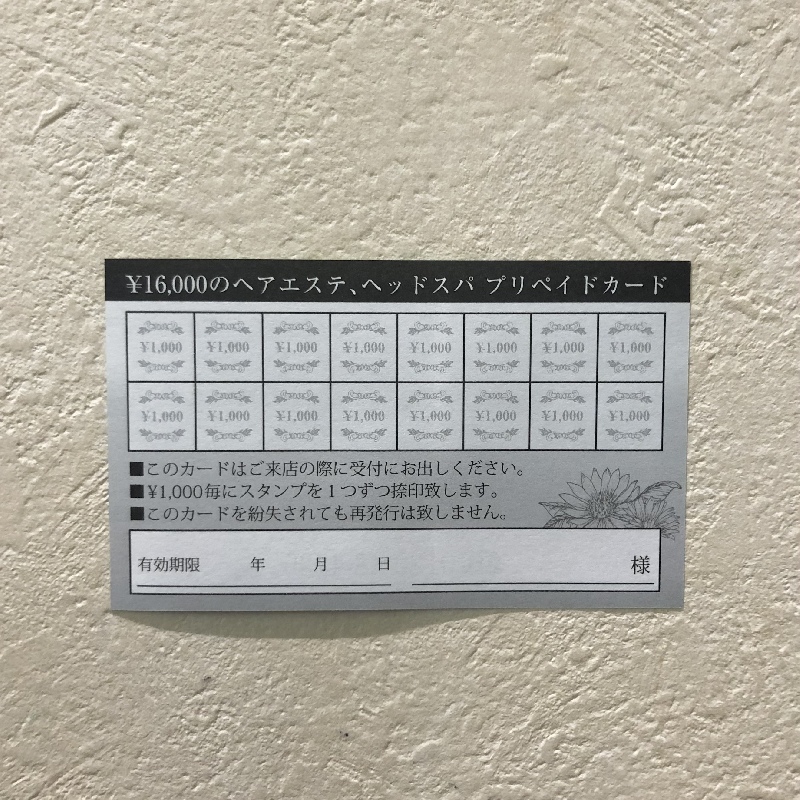 ¥16,000のヘアエステ、ヘッドスパ プリペイドカード
¥1,000 ¥1,000 ¥1,000 ¥1,000 ¥1,000 ¥1,000 ¥1,000 ¥1,000
¥1,000 ¥1,000 ¥1,000 ¥1,000 ¥1,000 ¥1,000 ¥1,000 ¥1,000
■このカードはご来店の際に受付にお出しください。
■¥1,000毎にスタンプを1つずつ捺印致します。
■このカードを紛失されても再発行は致しません。
有効期限 年 月 日 様